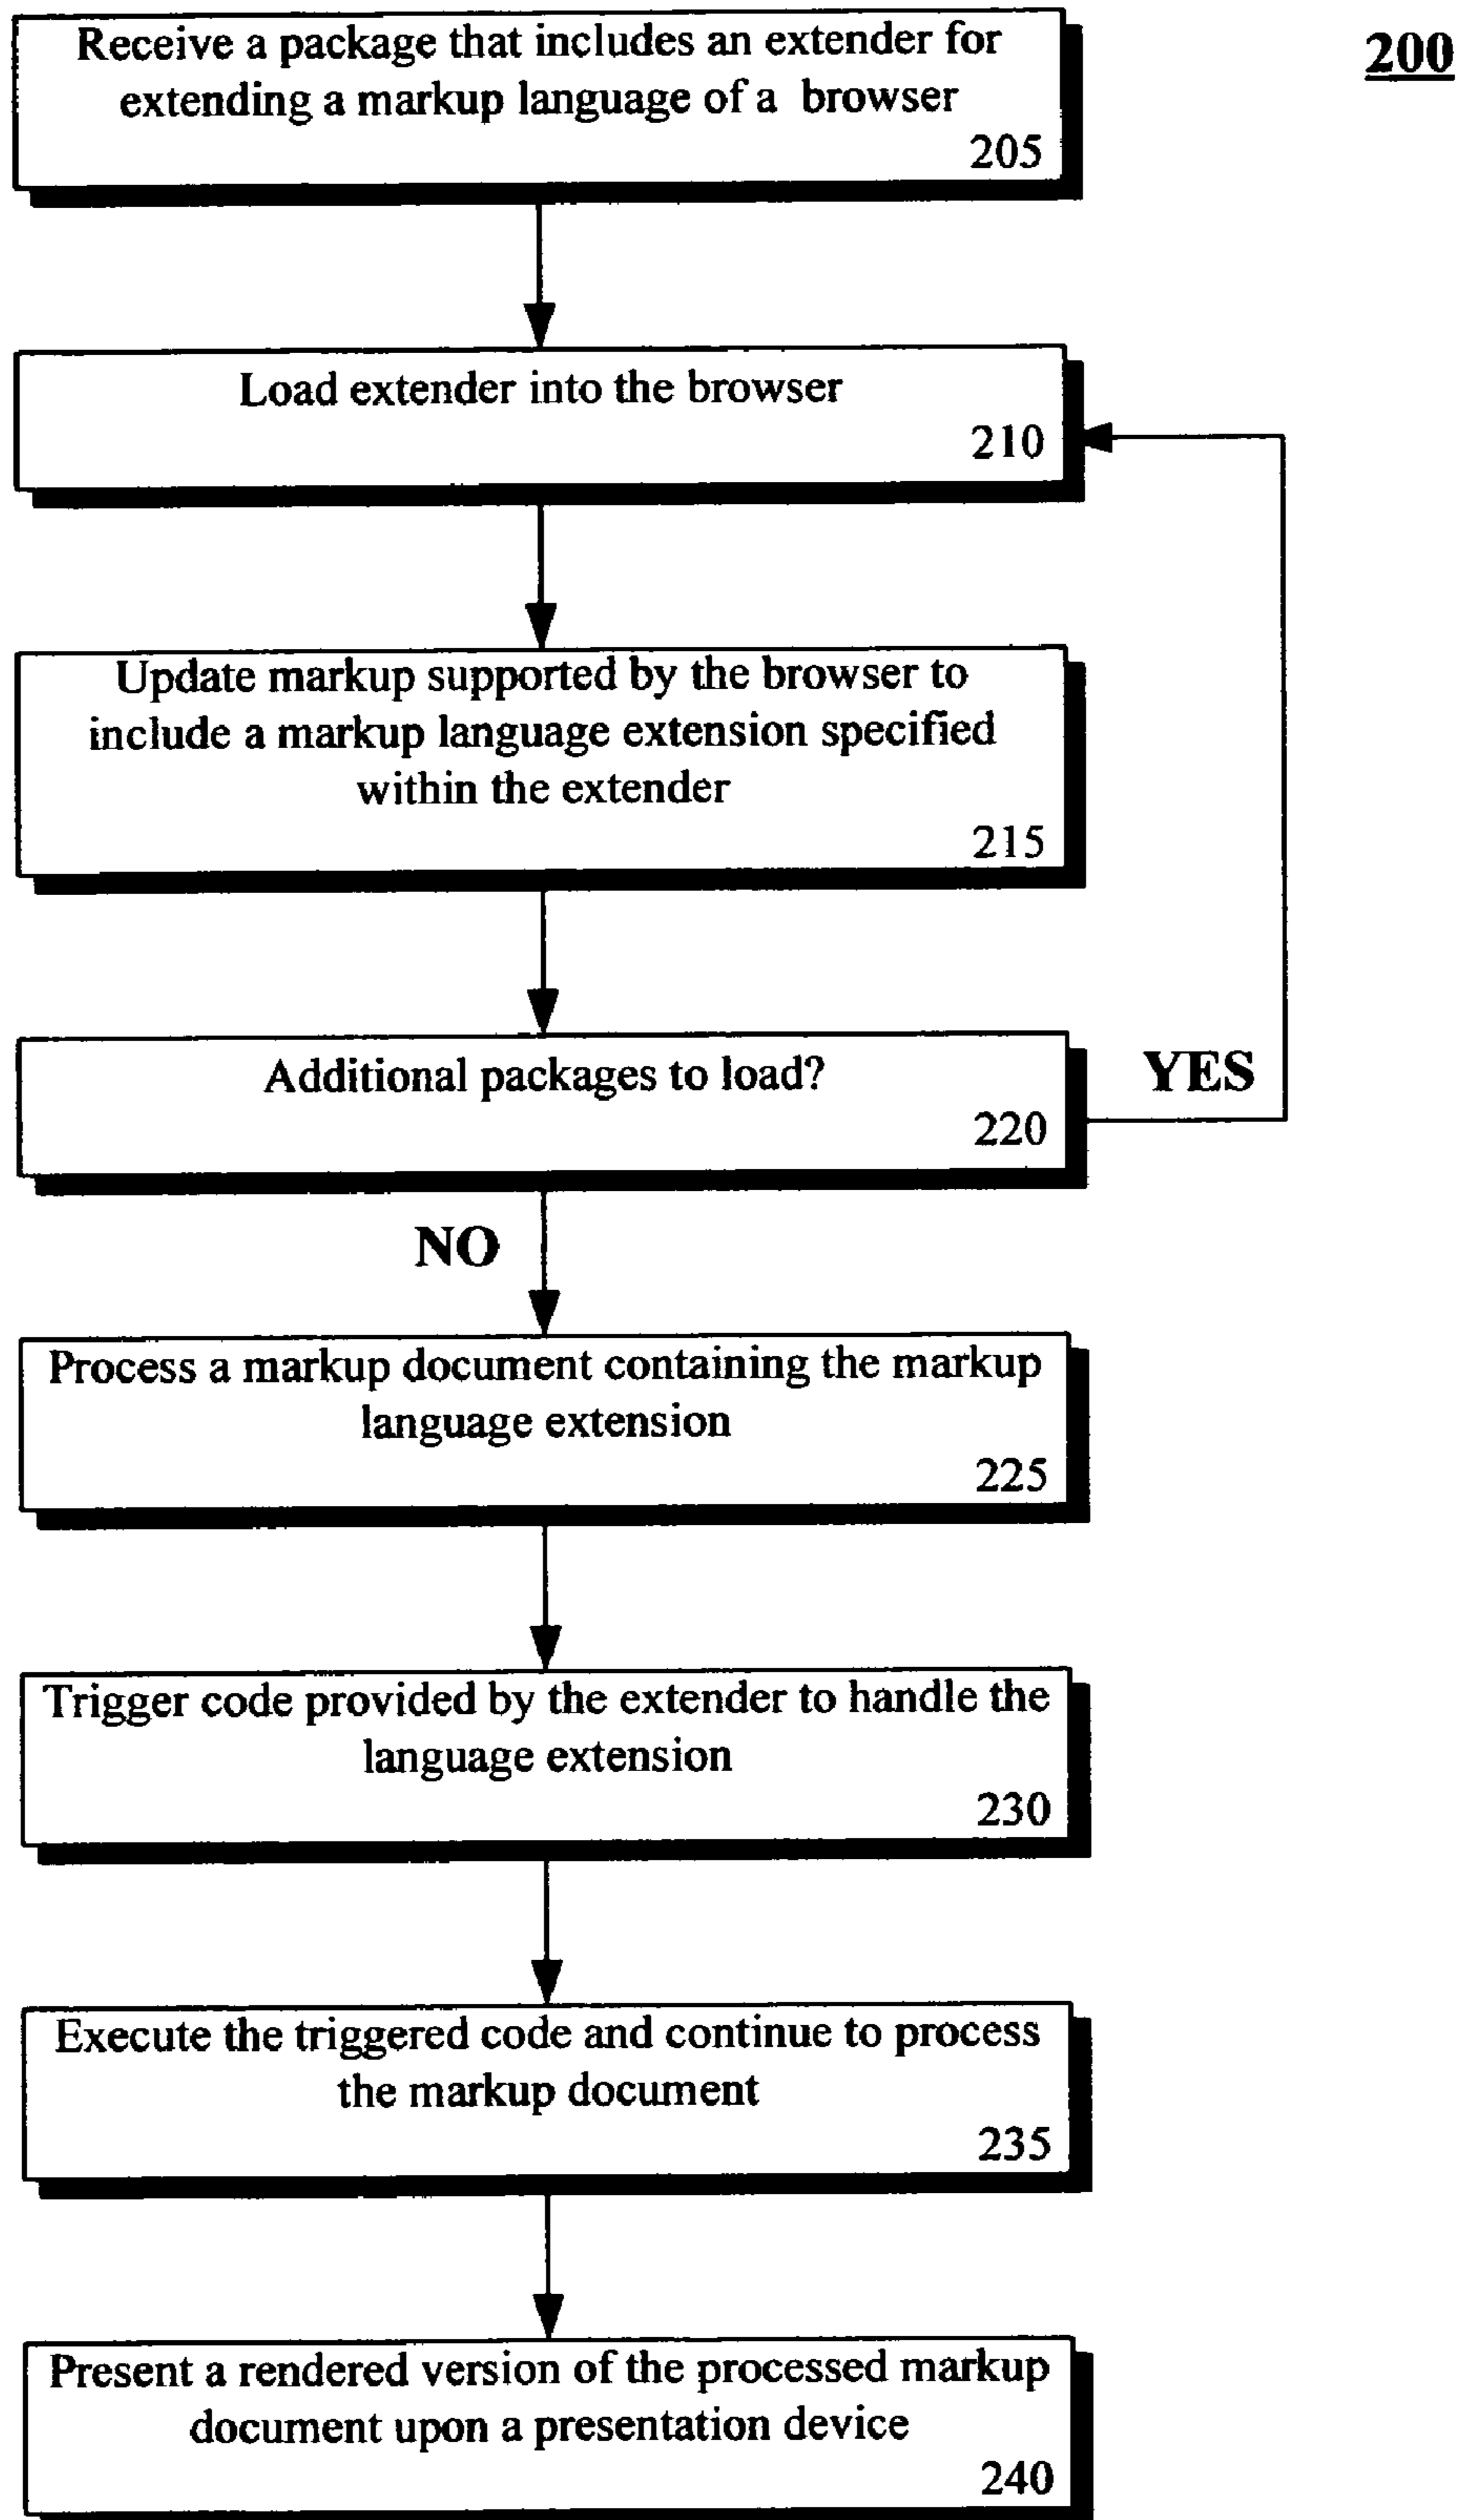 200
Receive a package that includes an extender for
extending a markup language of a browser
205
Load extender into the browser
210
Update markup supported by the browser to
include a markup language extension specified
within the extender
215
Additional packages to load?
220
YES
NO
Process a markup document containing the markup
language extension
225
Trigger code provided by the extender to handle the
language extension
230
Execute the triggered code and continue to process
the markup document
235
Present a rendered version of the processed markup
document upon a presentation device
240